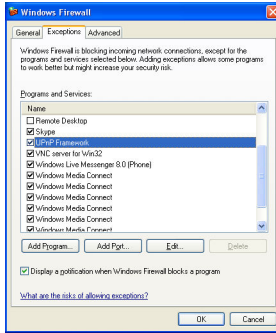 Windows Firewall
General Exceptions Advanced
Windows Firewall is blocking incoming network connections, except for the
programs and services selected below. Adding exceptions allows some programs
to work better but might increase your security risk.
Programs and Services:
Name
Remote Desktop
Skype
UPnP Framework
VNC server for Win32
Windows Live Messenger 8.0 (Phone)
Windows Media Connect
Windows Media Connect
Windows Media Connect
Windows Media Connect
Windows Media Connect
Add Program... Add Port... Edit... Delete
Display a notification when Windows Firewall blocks a program
What are the risks of allowing exceptions?
OK Cancel